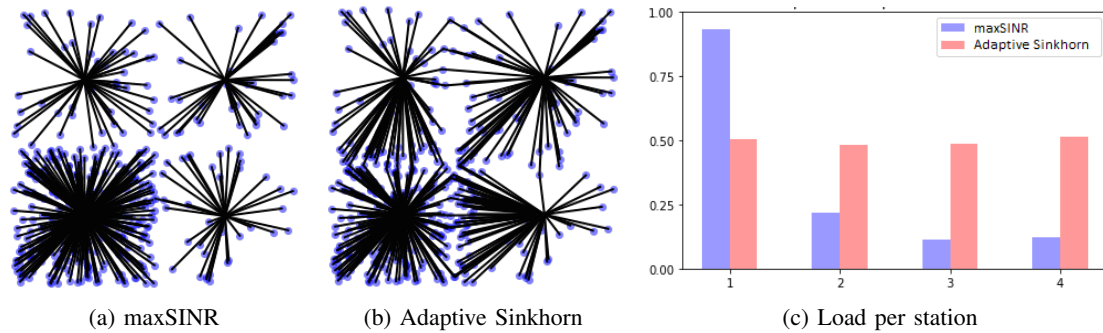 1.00
maxSINR
Adaptive Sinkhorn
0.75
0.50
0.25
0.00
1 2 3 4
(a) maxSINR
(b) Adaptive Sinkhorn
(c) Load per station